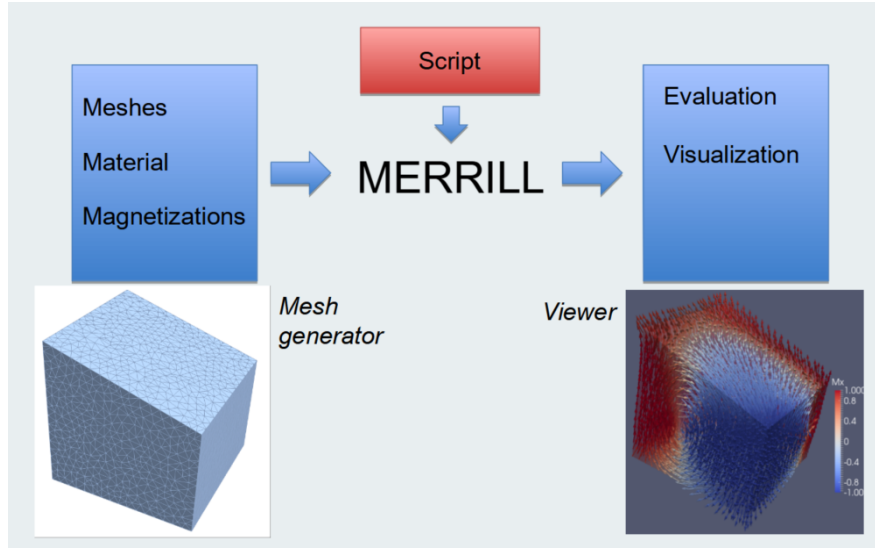 Script
Meshes
Material
Magnetizations
MERRILL
Evaluation
Visualization
Mesh
generator
Viewer
Mx
1.000
0.8
0.4
0
-0.4
-0.8
-1.00